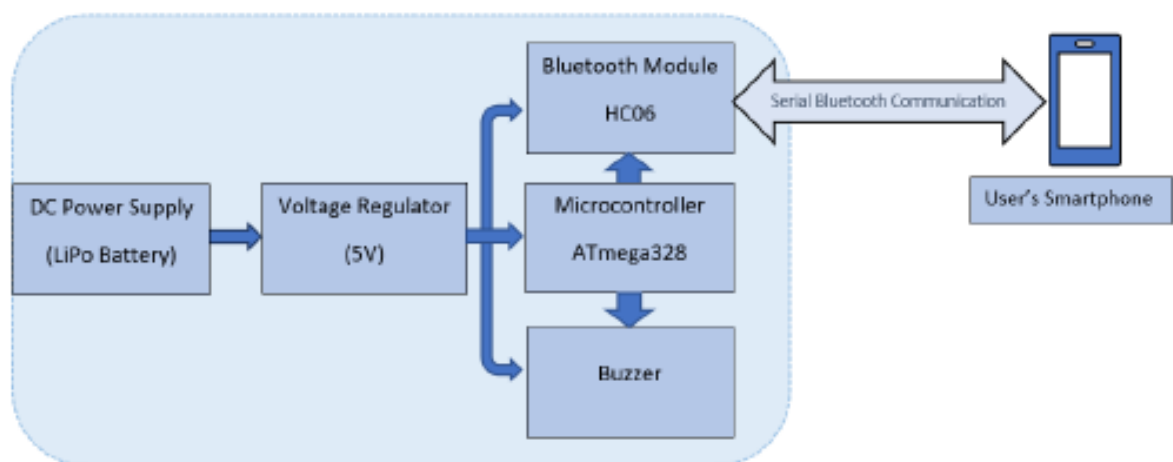 Bluetooth Module
HC06
Serial Bluetooth Communication
DC Power Supply
(LiPo Battery)
Voltage Regulator
(5V)
Microcontroller
ATmega328
User's Smartphone
Buzzer